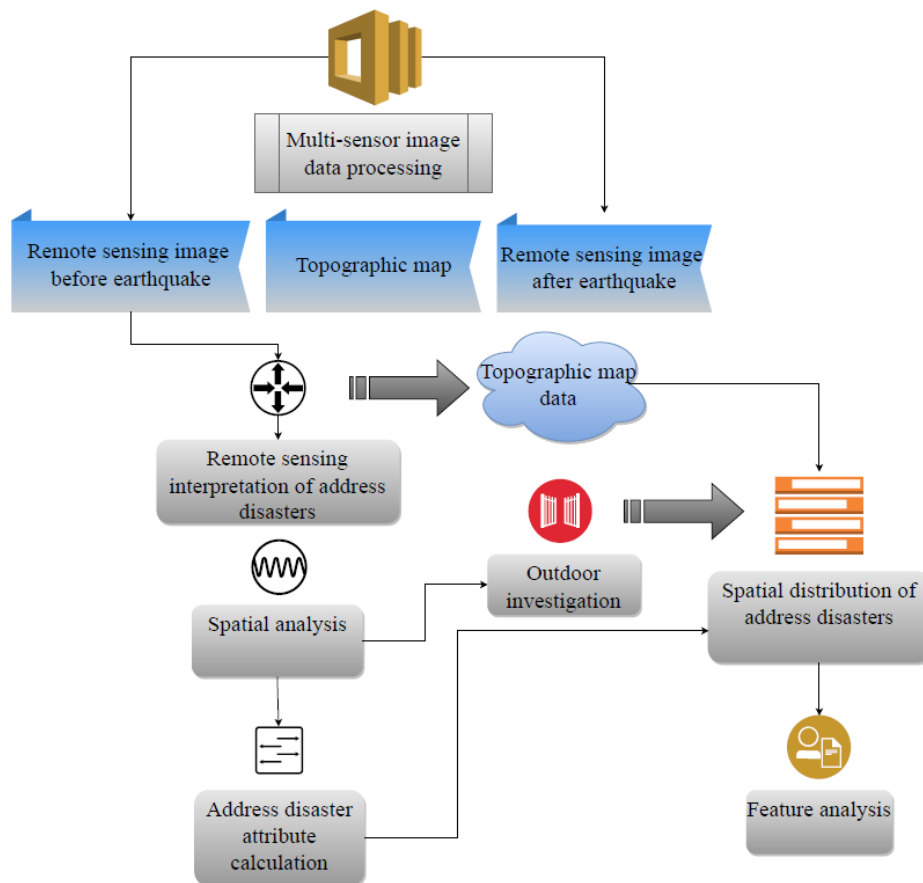 Multi-sensor image
data processing
Remote sensing image
before earthquake
Topographic map
Remote sensing image
after earthquake
Topographic map
data
Remote sensing
interpretation of address
disasters
Outdoor
investigation
Spatial distribution of
address disasters
Spatial analysis
Address disaster
attribute
calculation
Feature analysis